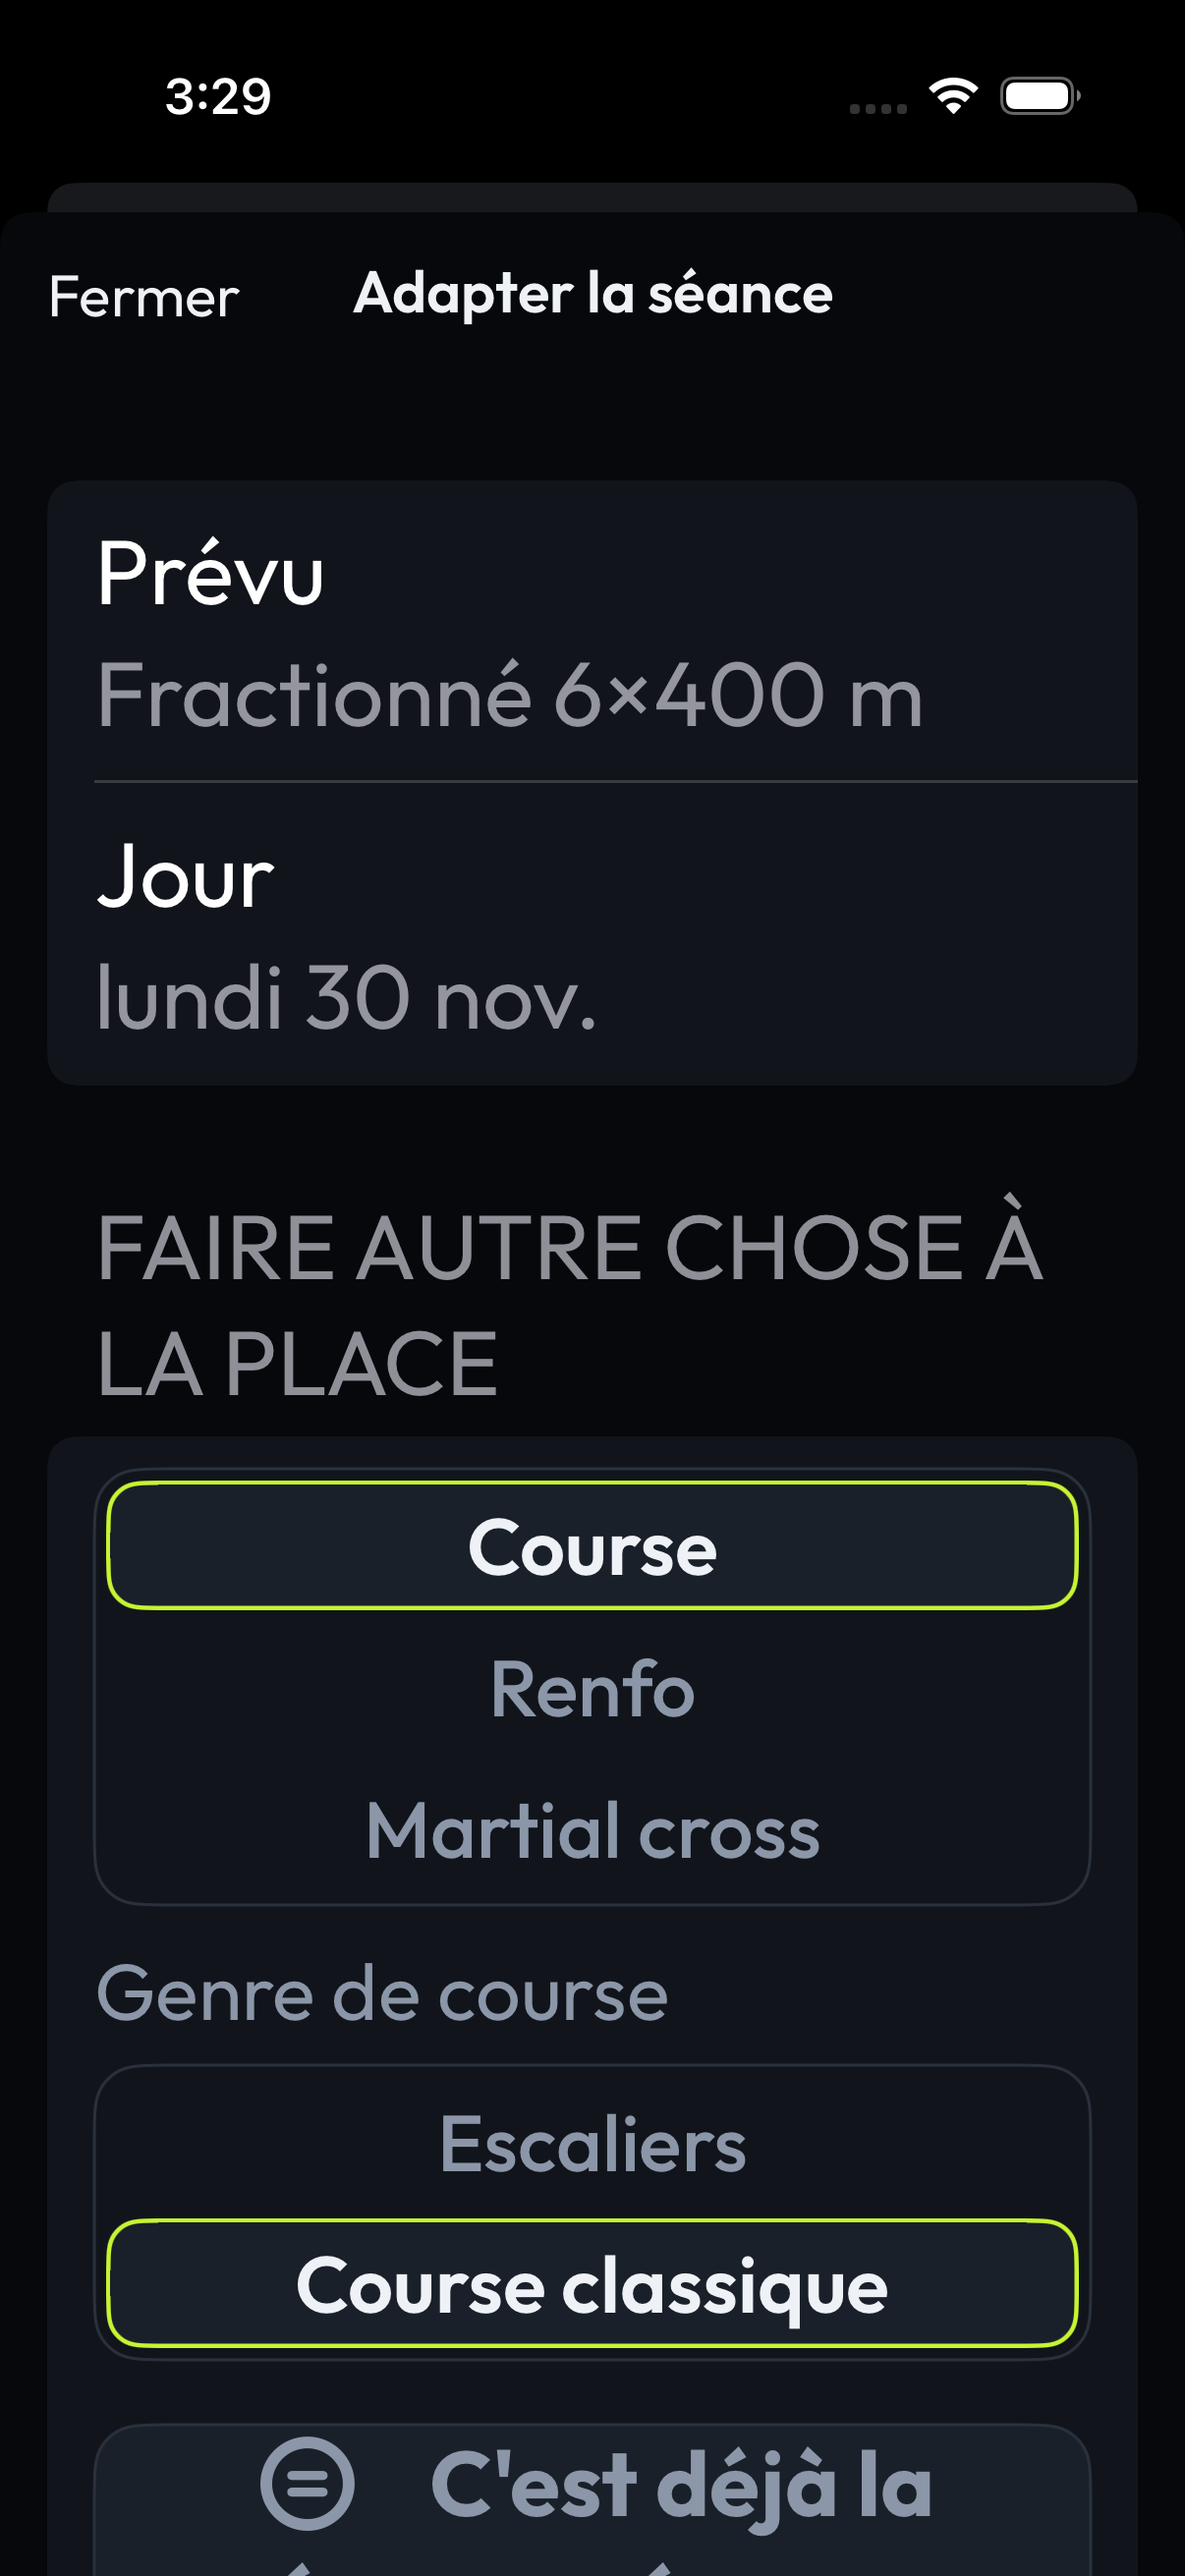 3:29
Fermer
Adapter la séance
Prévu
Fractionné 6×400 m
Jour
lundi 30 nov.
FAIRE AUTRE CHOSE À
LA PLACE
Course
Renfo
Martial cross
Genre de course
Escaliers
Course classique
C'est déjà la